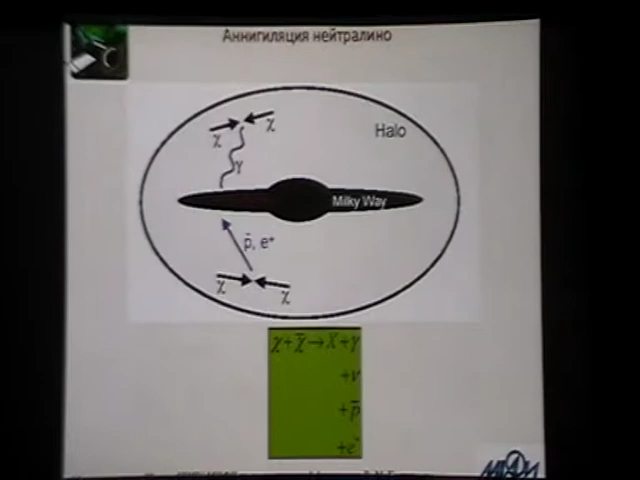 Аннигиляция нейтралино
χ χ
Halo
γ
Milky Way
p̄, e⁺
χ χ
χ+χ̄→X+γ
+ν
+p̄
+e⁺